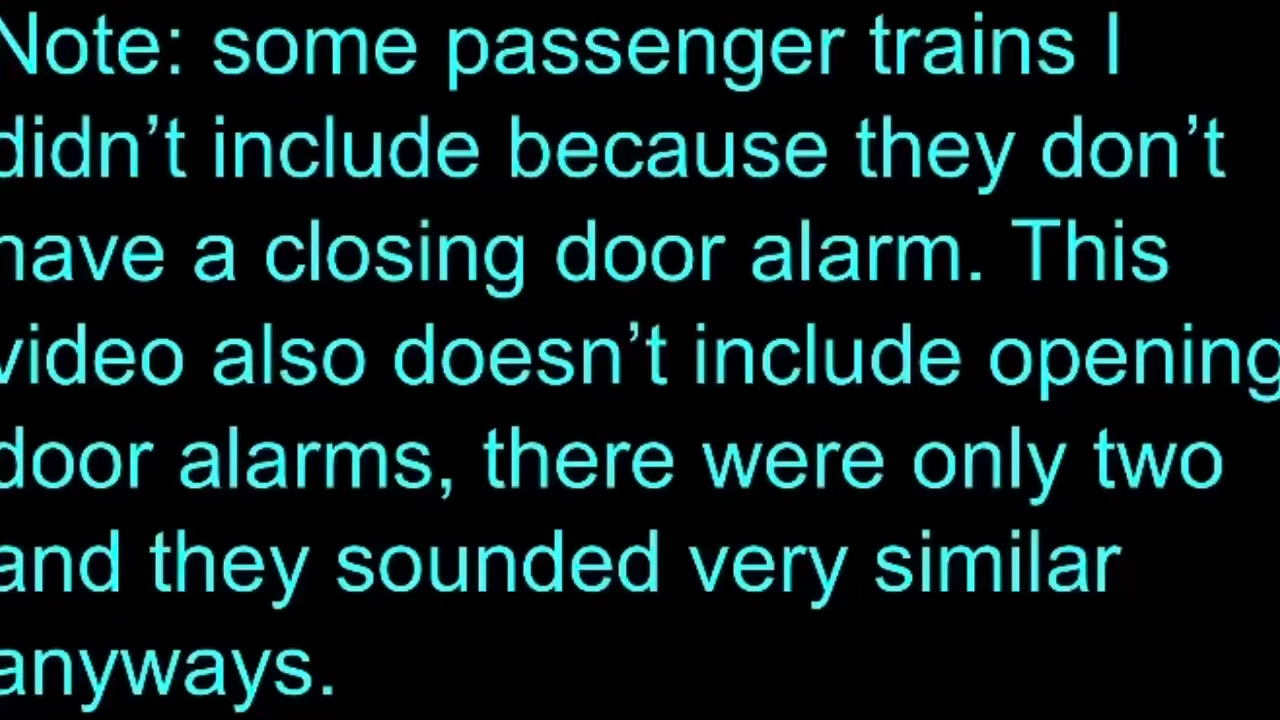 Note: some passenger trains I
didn’t include because they don’t
have a closing door alarm. This
video also doesn’t include opening
door alarms, there were only two
and they sounded very similar
anyways.